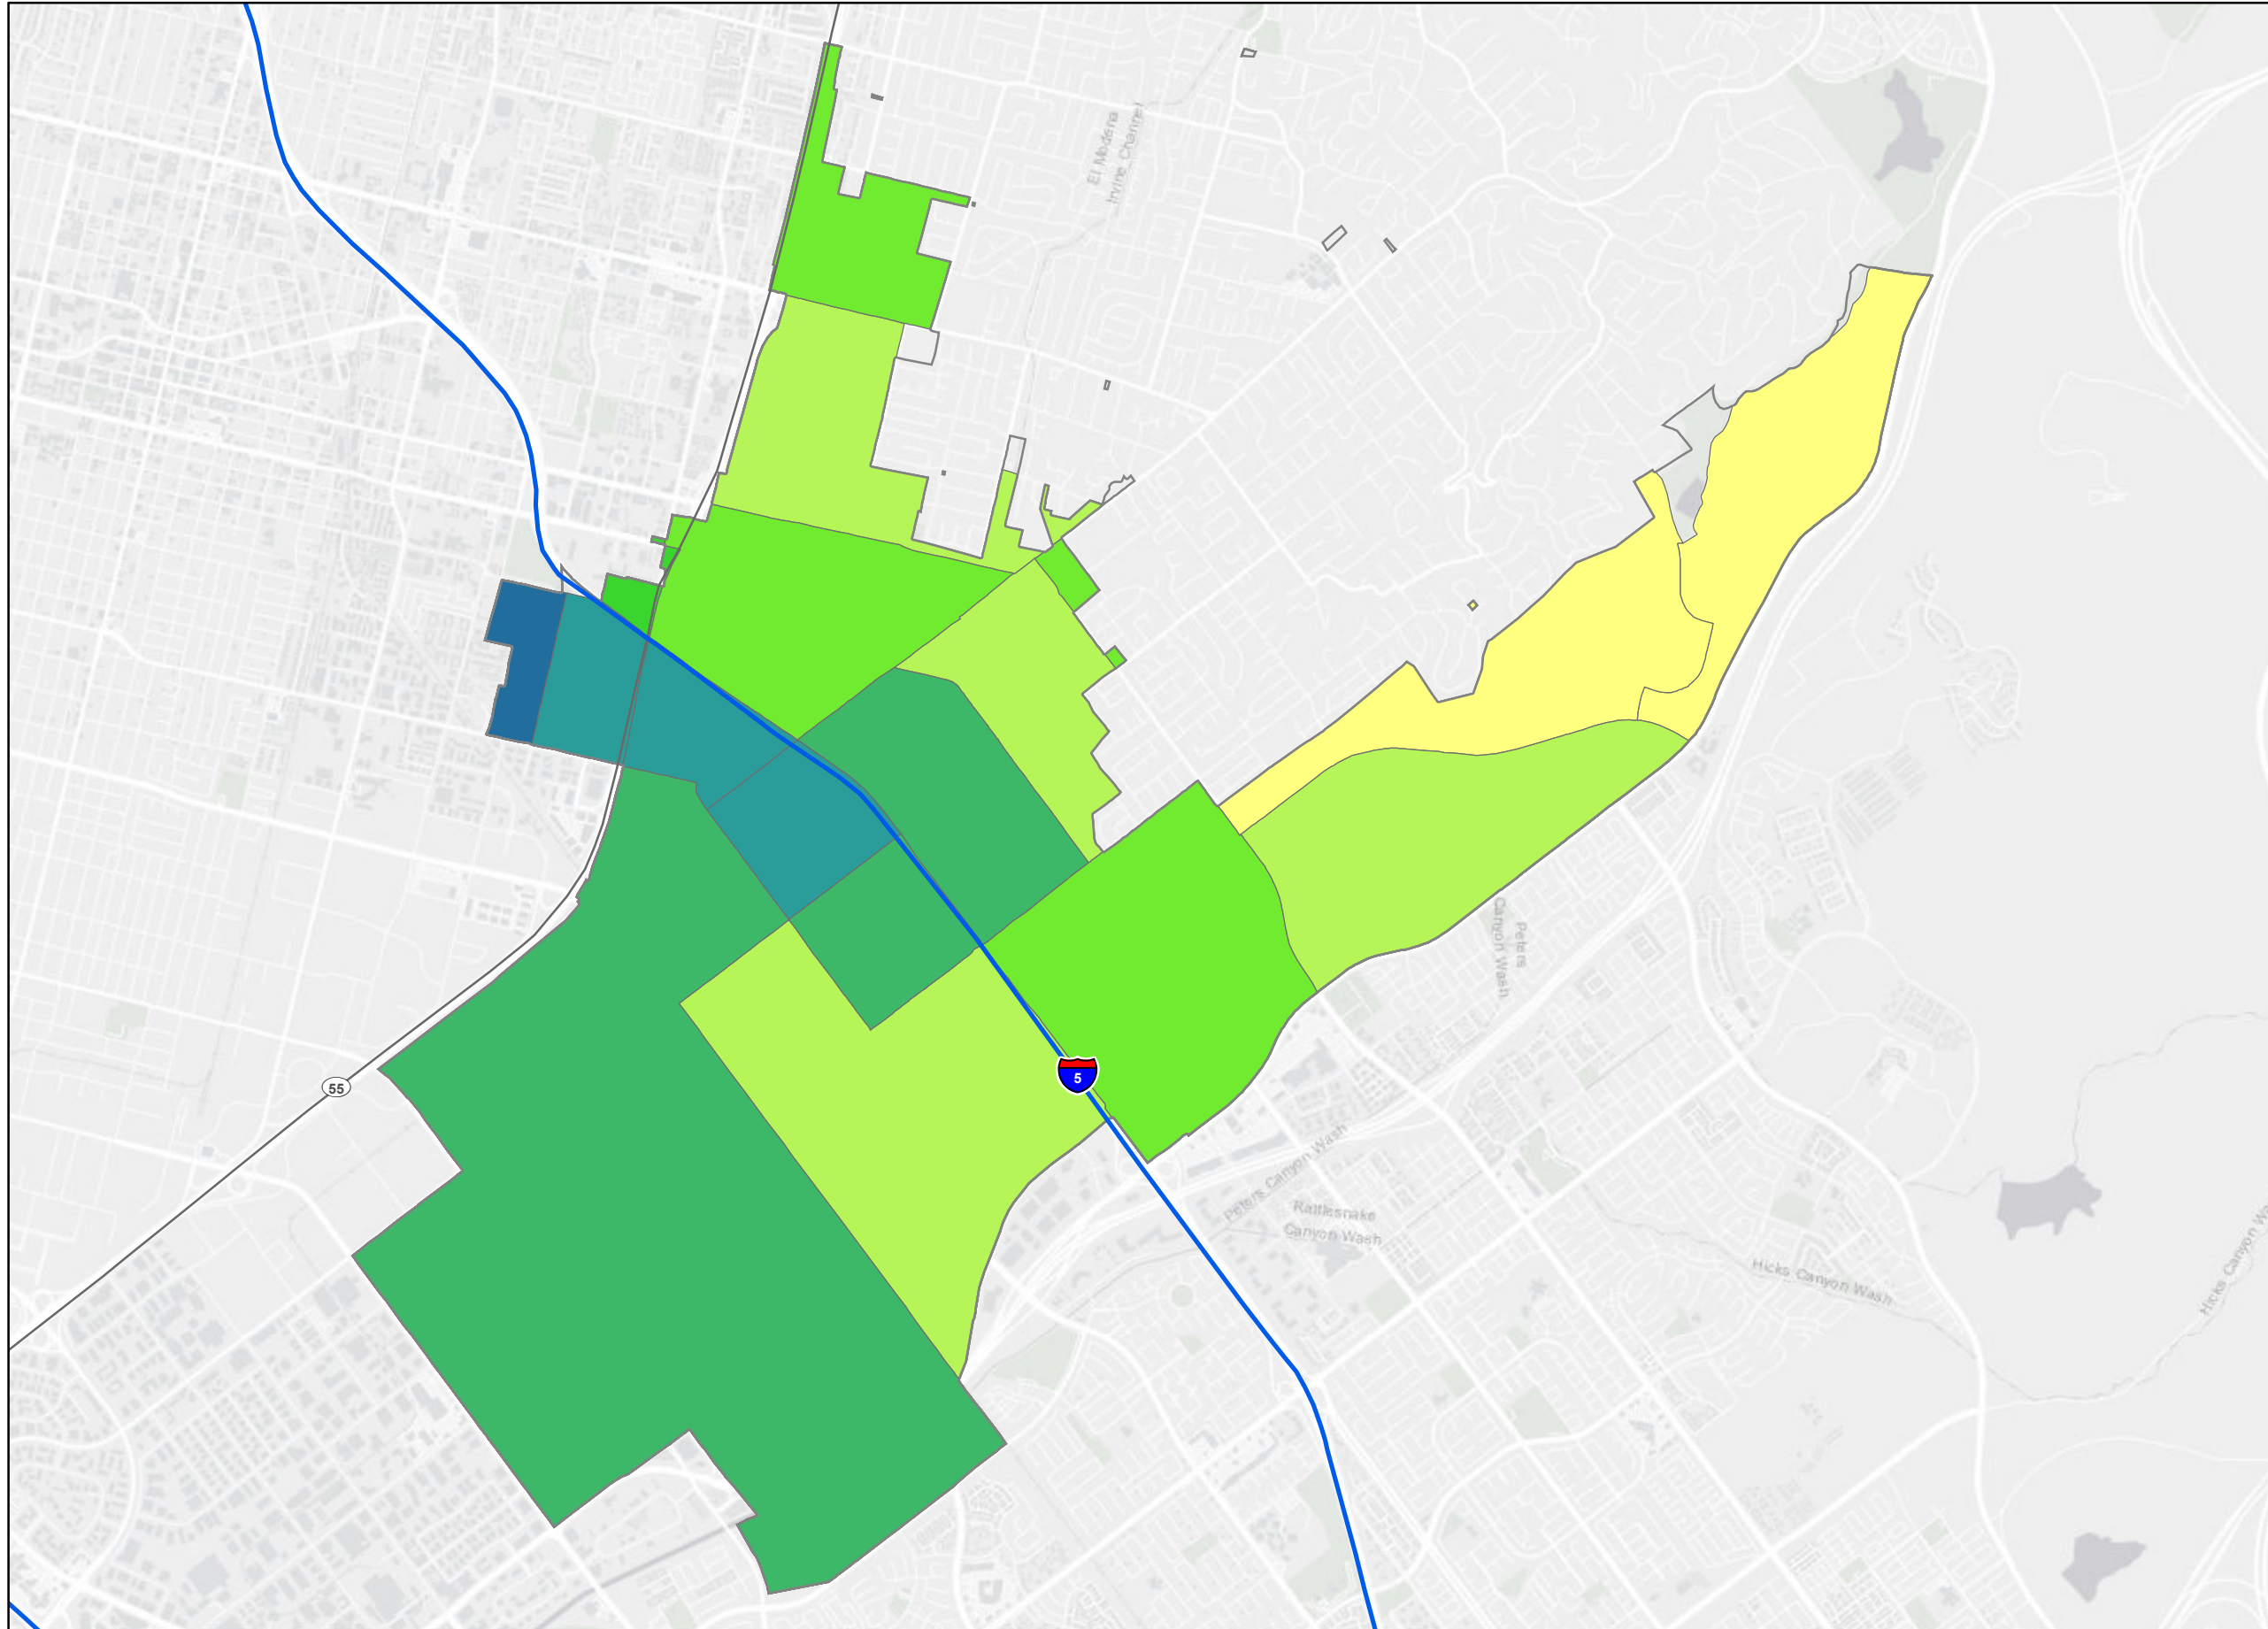 El Modena
Irvine Channel
Peters
Canyon Wash
55
5
Peters Canyon Wash
Rattlesnake
Canyon Wash
Hicks Canyon Wash
Hicks Canyon Wa